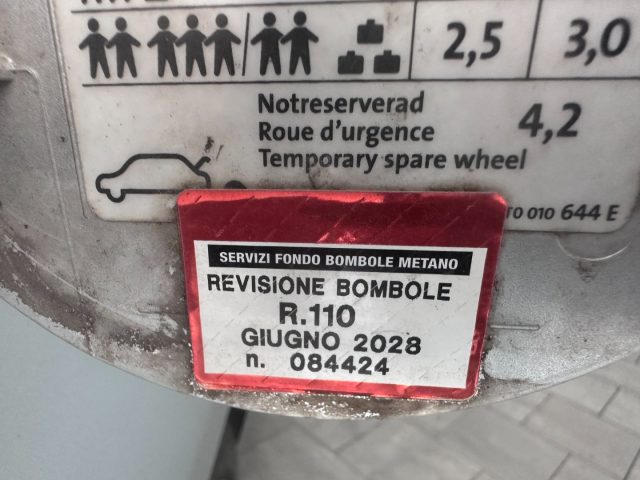 2,5 3,0
Notreserverad
Roue d'urgence 4,2
Temporary spare wheel
TO 010 644 E
SERVIZI FONDO BOMBOLE METANO
REVISIONE BOMBOLE
R.110
GIUGNO 2028
n. 084424